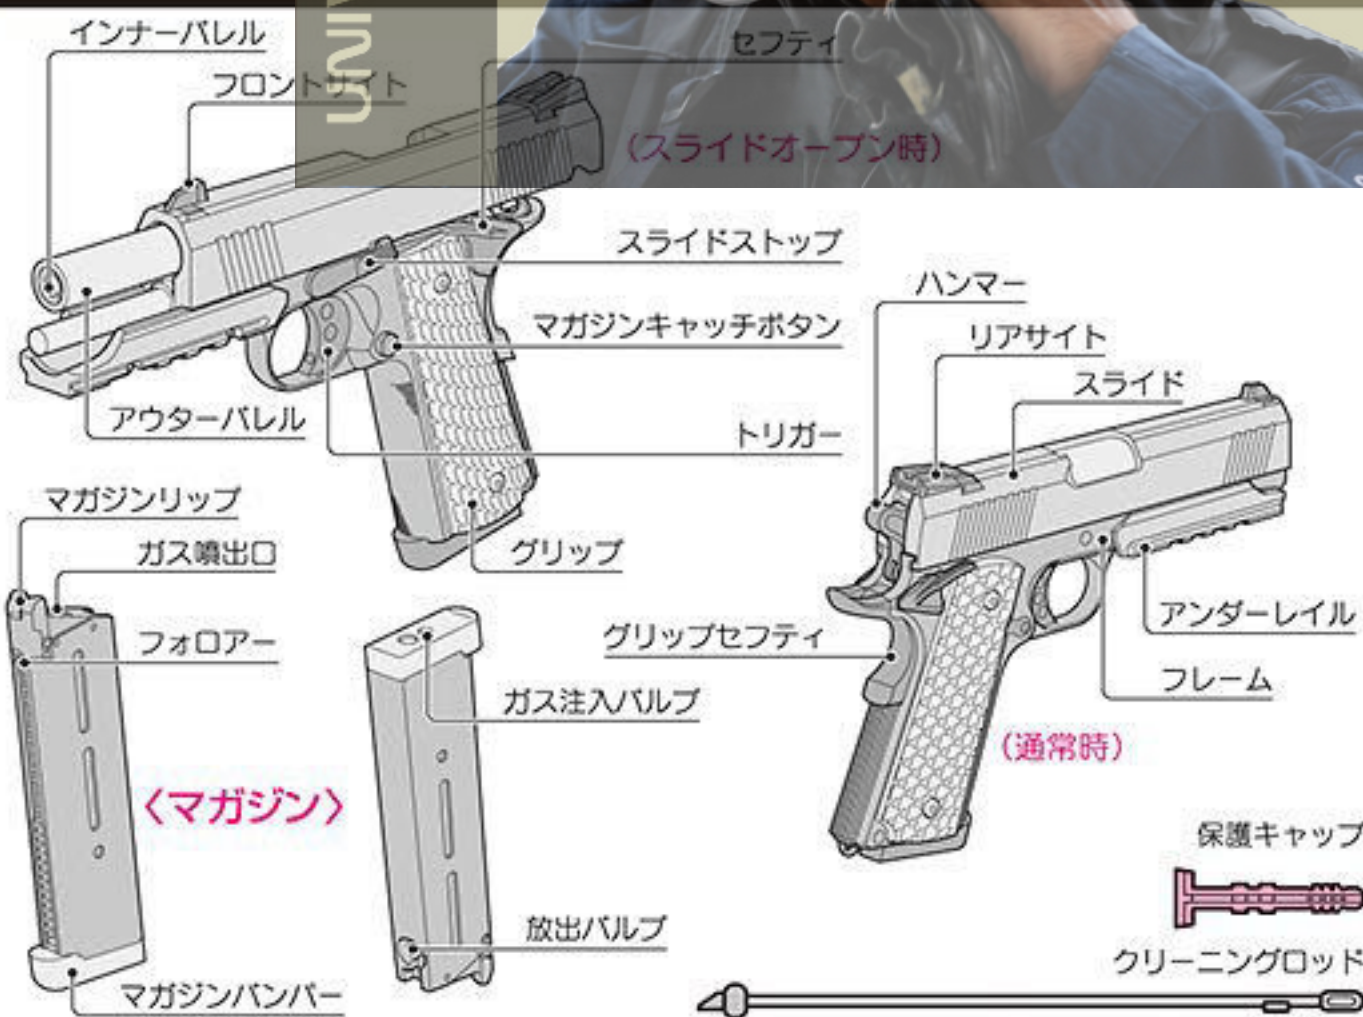 インナーバレル
フロントサイト
セフティ
(スライドオープン時)
スライドストップ
マガジンキャッチボタン
アウターバレル
トリガー
グリップ
ハンマー
リアサイト
スライド
アンダーレイル
フレーム
グリップセフティ
(通常時)
マガジンリップ
ガス噴出口
フォロアー
ガス注入バルブ
〈マガジン〉
放出バルブ
マガジンバンパー
保護キャップ
クリーニングロッド